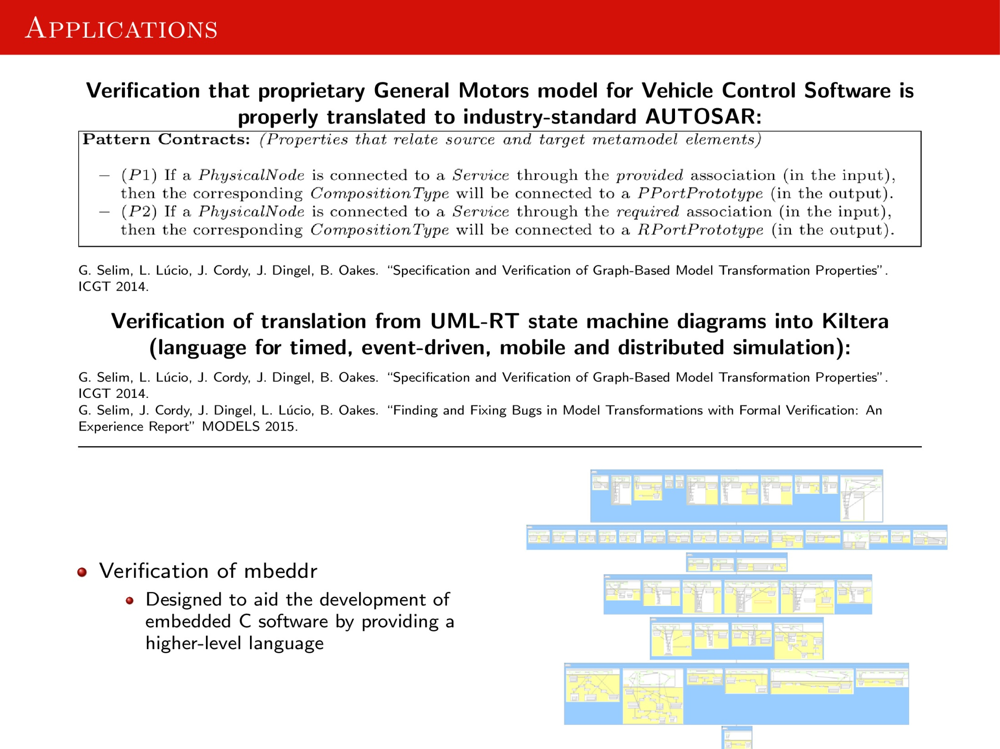 Applications
Verification that proprietary General Motors model for Vehicle Control Software is
properly translated to industry-standard AUTOSAR:
Pattern Contracts: (Properties that relate source and target metamodel elements)
– (P1) If a PhysicalNode is connected to a Service through the provided association (in the input),
then the corresponding CompositionType will be connected to a PPortPrototype (in the output).
– (P2) If a PhysicalNode is connected to a Service through the required association (in the input),
then the corresponding CompositionType will be connected to a RPortPrototype (in the output).
G. Selim, L. Lúcio, J. Cordy, J. Dingel, B. Oakes. “Specification and Verification of Graph-Based Model Transformation Properties”.
ICGT 2014.
Verification of translation from UML-RT state machine diagrams into Kiltera
(language for timed, event-driven, mobile and distributed simulation):
G. Selim, L. Lúcio, J. Cordy, J. Dingel, B. Oakes. “Specification and Verification of Graph-Based Model Transformation Properties”.
ICGT 2014.
G. Selim, J. Cordy, J. Dingel, L. Lúcio, B. Oakes. “Finding and Fixing Bugs in Model Transformations with Formal Verification: An
Experience Report” MODELS 2015.
Verification of mbeddr
Designed to aid the development of
embedded C software by providing a
higher-level language